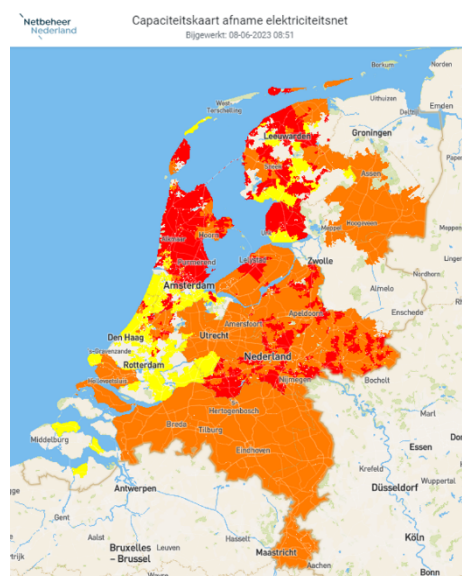 Netbeheer
Nederland
Capaciteitskaart afname elektriciteitsnet
Bijgewerkt: 08-06-2023 08:51
Borkum
Norden
West-
Terschelling
Uithuizen
Emden
Leeuwarden
Groningen
Assen
Hoogeveen
Meppel
Hoorn
Purmerend
Lelystad
Zwolle
Amsterdam
Northorn
Almelo
Den Haag
Amersfoort
Apeldoorn
Enschede
's-Gravenzande
Utrecht
Rotterdam
Nederland
Hellevoetsluis
Nijmegen
Bocholt
's-
Hertogenbosch
Marl
Breda
Tilburg
Middelburg
Essen
Eindhoven
Krefeld
Wuppertal
Antwerpen
Düsseldorf
Gent
Aalst
Hasselt
Köln
Bruxelles
- Brussel
Leuven
Maastricht
Aachen
Bonn